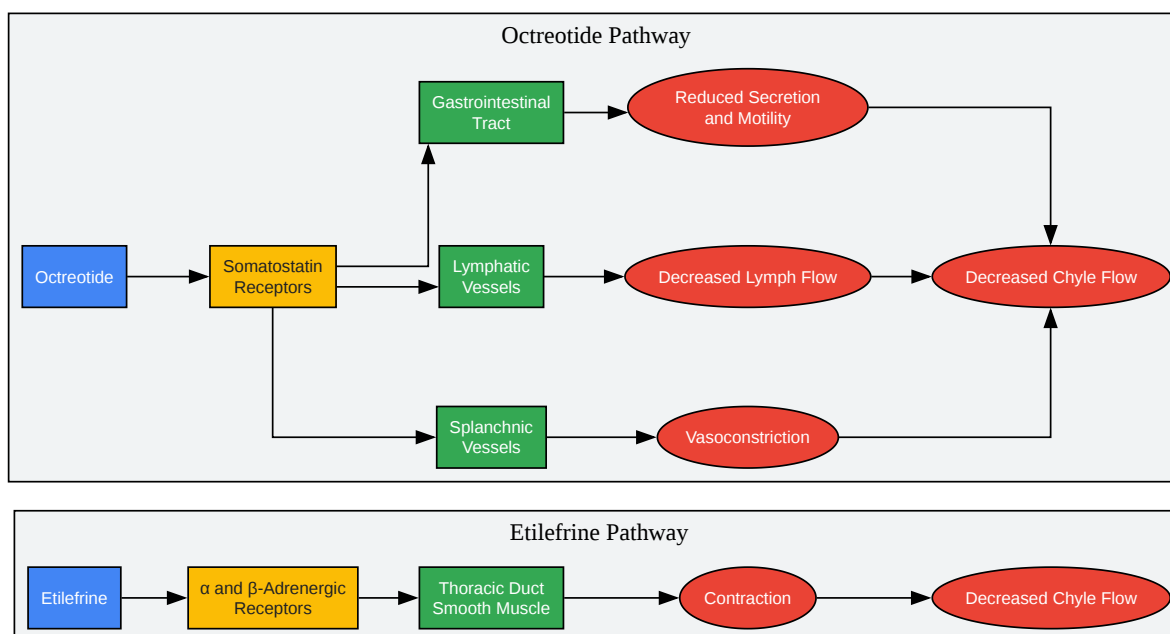 Octreotide Pathway
Gastrointestinal
Tract
Reduced Secretion
and Motility
Octreotide
Somatostatin
Receptors
Lymphatic
Vessels
Decreased Lymph Flow
Decreased Chyle Flow
Splanchnic
Vessels
Vasoconstriction
Etilefrine Pathway
Etilefrine
α and β-Adrenergic
Receptors
Thoracic Duct
Smooth Muscle
Contraction
Decreased Chyle Flow